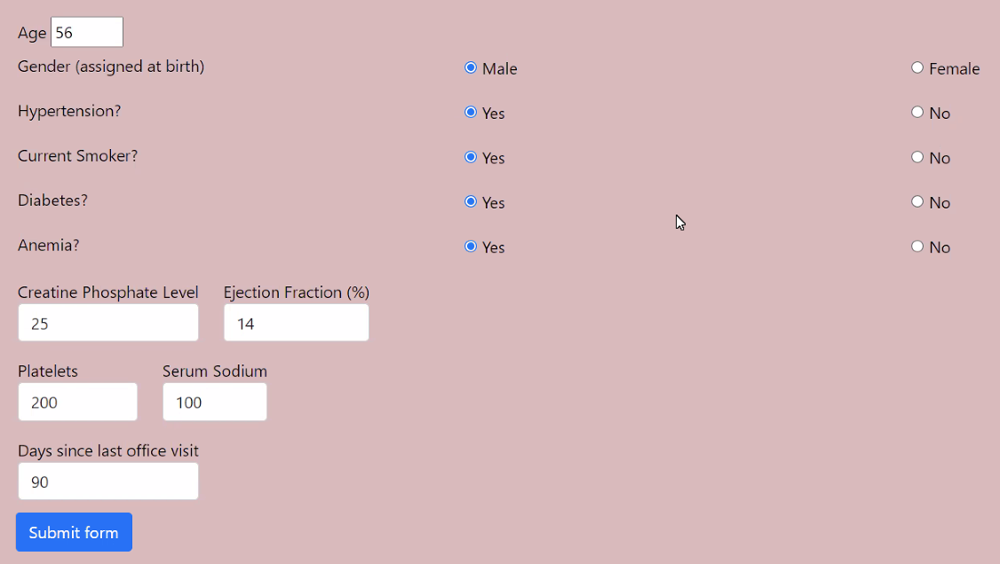 Age 56
Gender (assigned at birth) Male Female
Hypertension? Yes No
Current Smoker? Yes No
Diabetes? Yes No
Anemia? Yes No
Creatine Phosphate Level Ejection Fraction (%)
25 14
Platelets Serum Sodium
200 100
Days since last office visit
90
Submit form